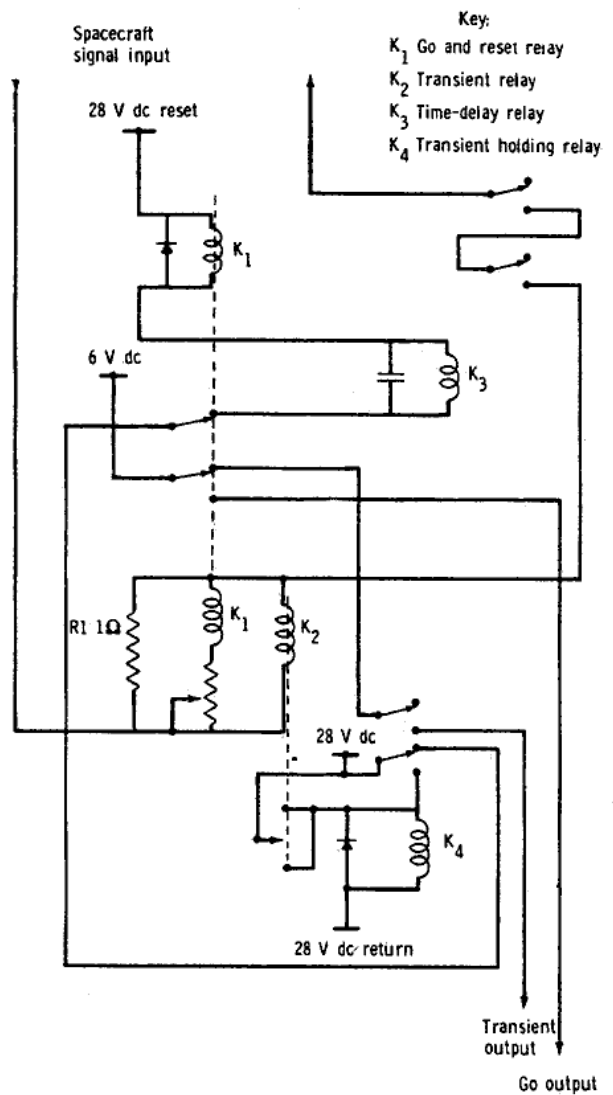 Spacecraft
signal input
Key:
K1 Go and reset relay
K2 Transient relay
K3 Time-delay relay
K4 Transient holding relay
28 V dc reset
K1
6 V dc
K3
R1 1Ω
K1
K2
28 V dc
K4
28 V dc return
Transient
output
Go output